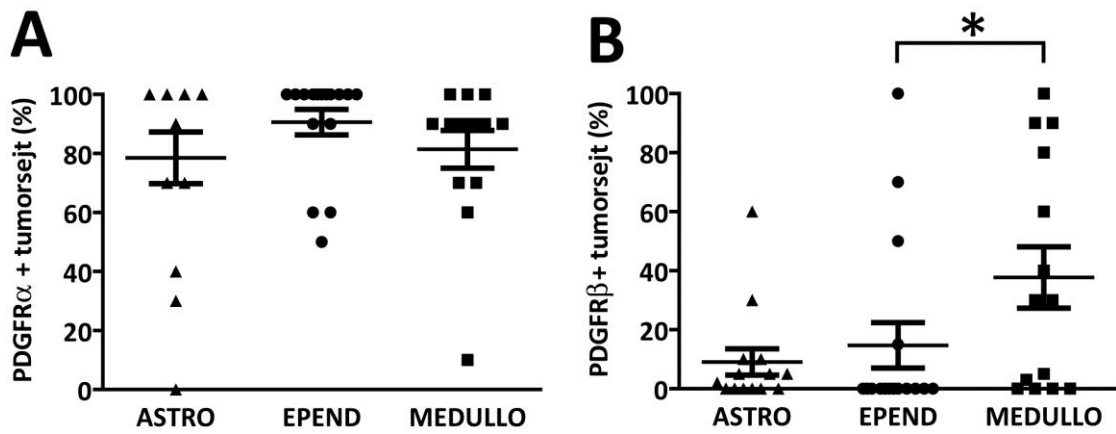 A
PDGFRα + tumorsejt (%)
100
80
60
40
20
0
ASTRO
EPEND
MEDULLO
B
*
PDGFRβ+ tumorsejt (%)
100
80
60
40
20
0
ASTRO
EPEND
MEDULLO